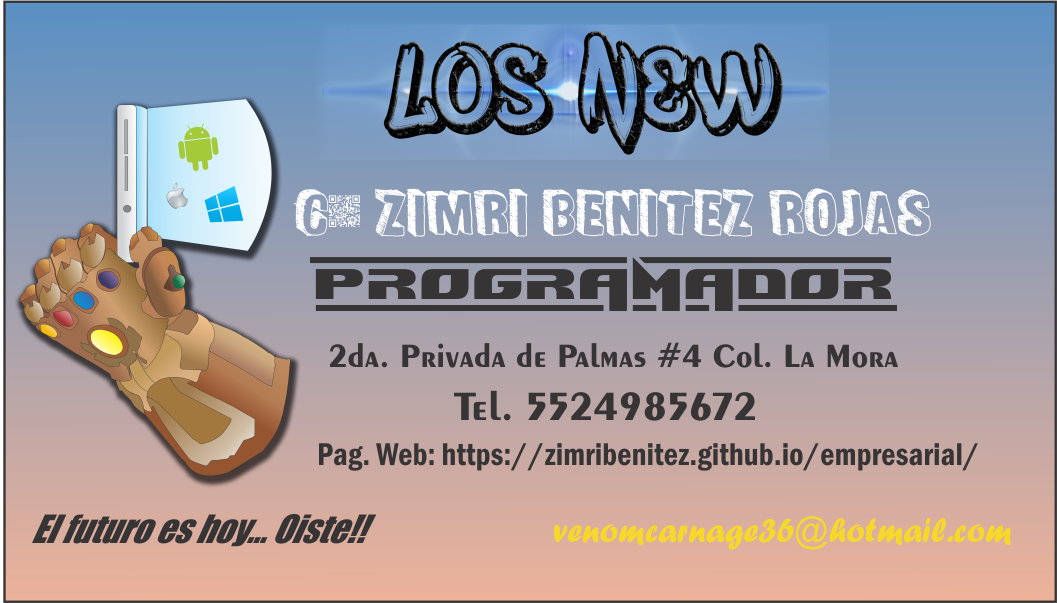 LOS NEW
C ZIMRI BENITEZ ROJAS
PROGRAMADOR
2da. Privada de Palmas #4 Col. La Mora
Tel. 5524985672
Pag. Web: https://zimribenitez.github.io/empresarial/
El futuro es hoy... Oiste!!
venomcarnage36@hotmail.com